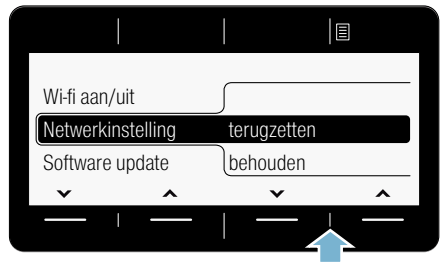 Wi-fi aan/uit
Netwerkinstelling terugzetten
Software update behouden